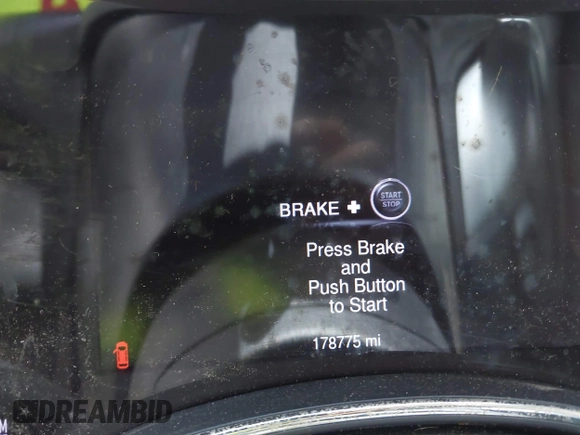 BRAKE + START
STOP
Press Brake
and
Push Button
to Start
178775 mi
M
DREAMBID